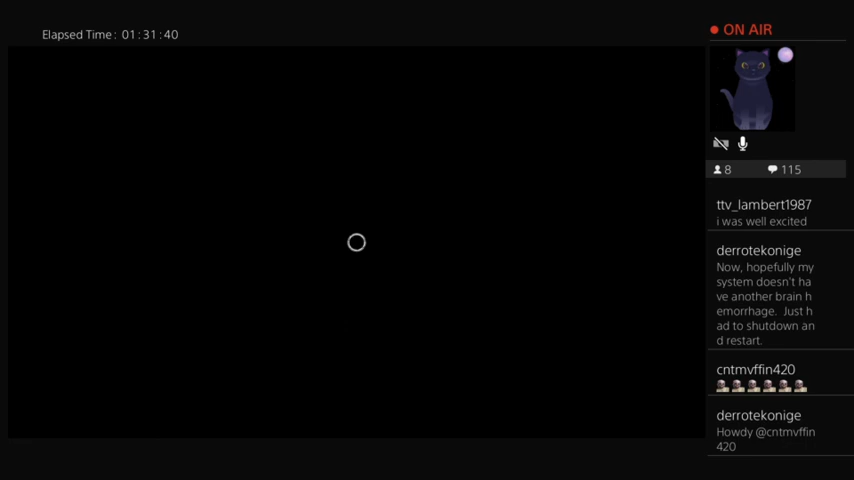 Elapsed Time: 01:31:40
ON AIR
8 115
ttv_lambert1987
i was well excited
derrotekonige
Now, hopefully my
system doesn't ha
ve another brain h
emorrhage. Just h
ad to shutdown an
d restart.
cntmvffin420
derrotekonige
Howdy @cntmvffin
420